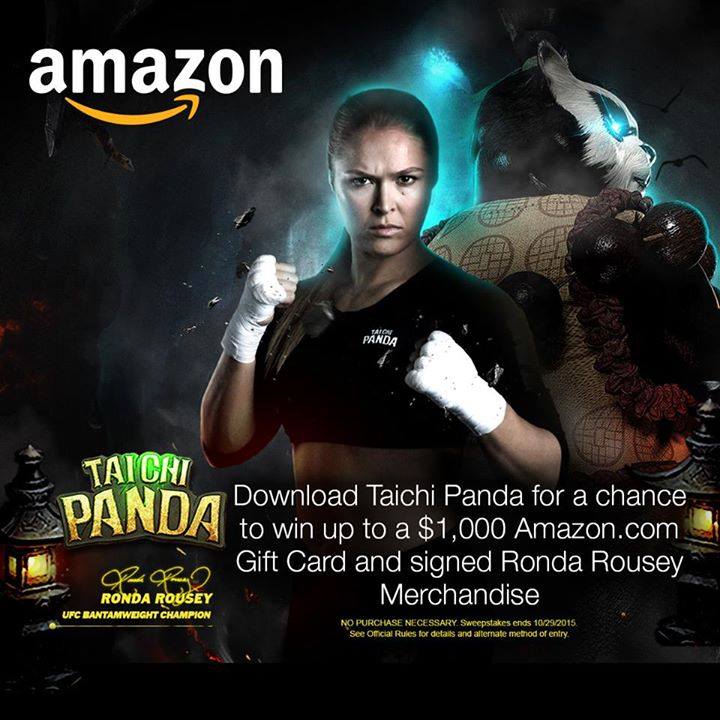 amazon
TAICHI
PANDA
TAICHI
PANDA
Download Taichi Panda for a chance
to win up to a $1,000 Amazon.com
Gift Card and signed Ronda Rousey
Merchandise
RONDA ROUSEY
UFC BANTAMWEIGHT CHAMPION
NO PURCHASE NECESSARY. Sweepstakes ends 10/29/2015.
See Official Rules for details and alternate method of entry.